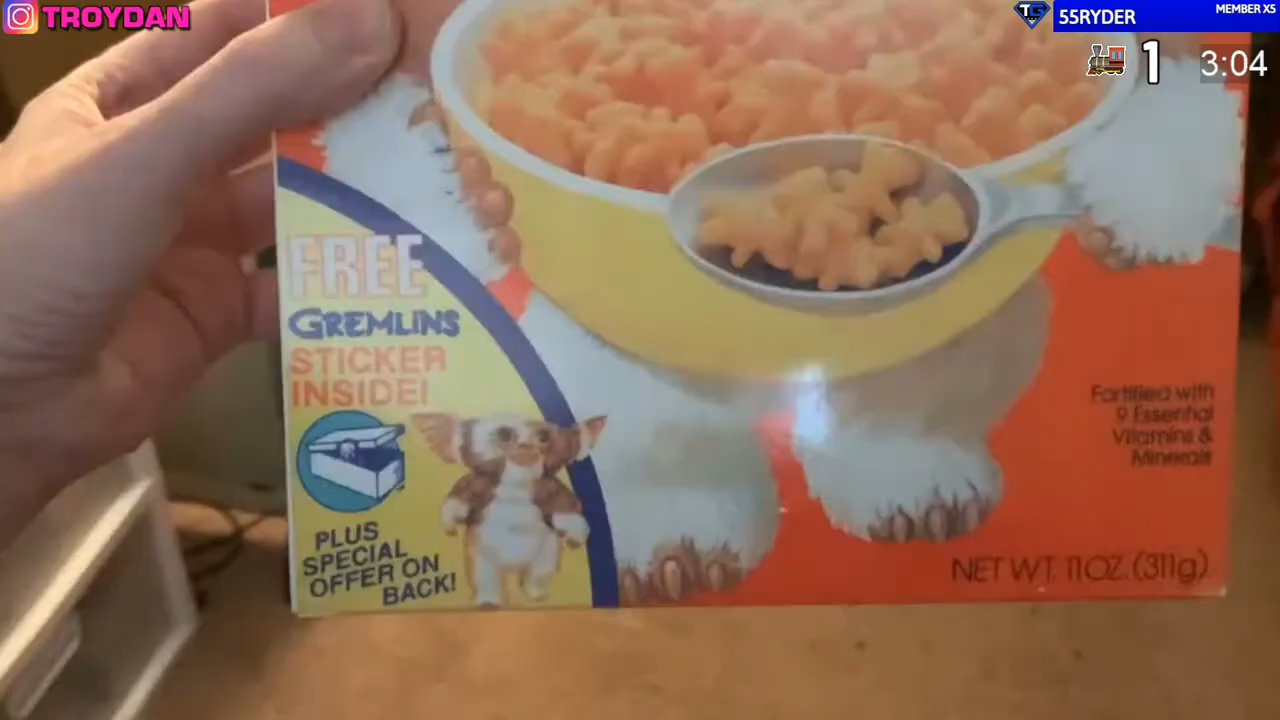 TROYDAN
TG
55RYDER
MEMBER X5
1
3:04
FREE
GREMLINS
STICKER
INSIDE!
PLUS
SPECIAL
OFFER ON
BACK!
Fortified with
9 Essential
Vitamins &
Minerals
NET WT. 11 OZ. (311g)